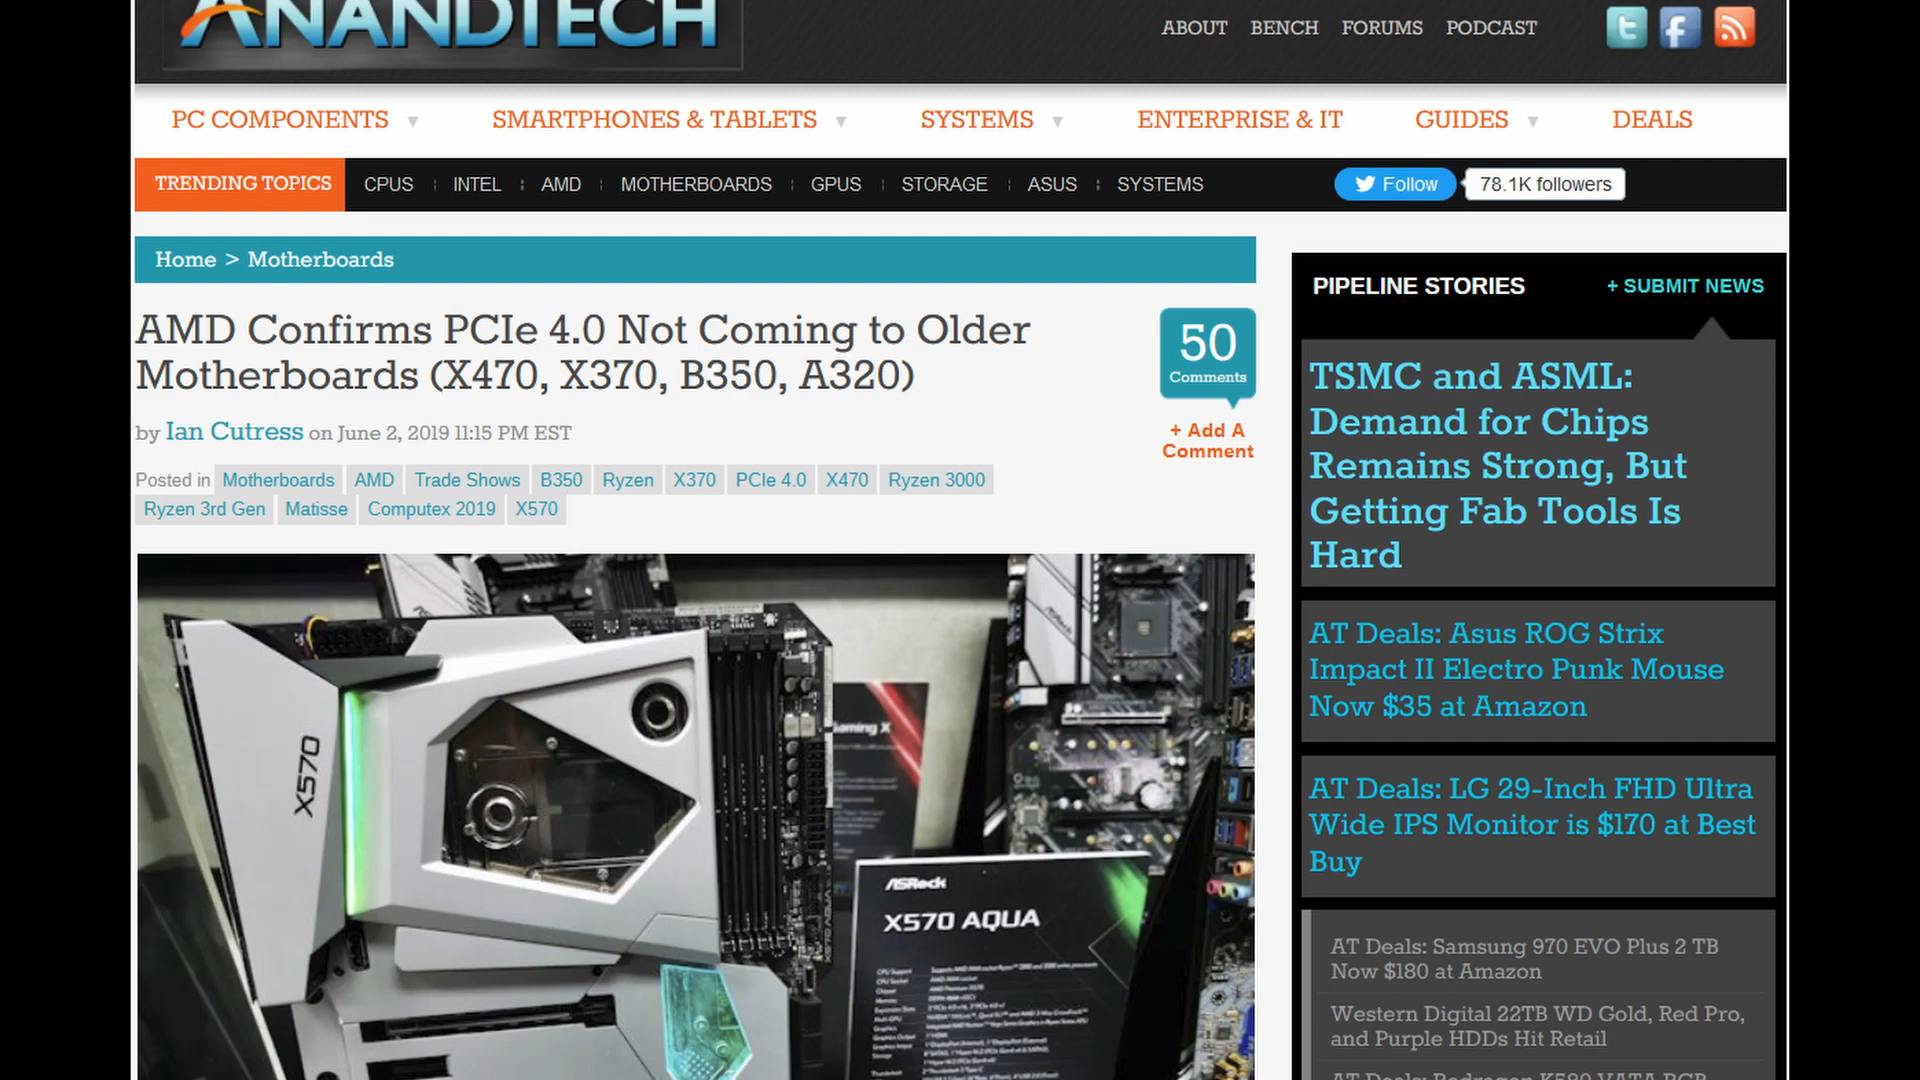 ANANDTECH
ABOUT BENCH FORUMS PODCAST
PC COMPONENTS SMARTPHONES & TABLETS SYSTEMS ENTERPRISE & IT GUIDES DEALS
TRENDING TOPICS CPUS INTEL AMD MOTHERBOARDS GPUS STORAGE ASUS SYSTEMS Follow 78.1K followers
Home > Motherboards
AMD Confirms PCIe 4.0 Not Coming to Older
Motherboards (X470, X370, B350, A320)
50
Comments
by Ian Cutress on June 2, 2019 11:15 PM EST
+ Add A
Comment
Posted in Motherboards AMD Trade Shows B350 Ryzen X370 PCIe 4.0 X470 Ryzen 3000
Ryzen 3rd Gen Matisse Computex 2019 X570
X570
ASRock
X570 AQUA
PIPELINE STORIES + SUBMIT NEWS
TSMC and ASML:
Demand for Chips
Remains Strong, But
Getting Fab Tools Is
Hard
AT Deals: Asus ROG Strix
Impact II Electro Punk Mouse
Now $35 at Amazon
AT Deals: LG 29-Inch FHD Ultra
Wide IPS Monitor is $170 at Best
Buy
AT Deals: Samsung 970 EVO Plus 2 TB
Now $180 at Amazon
Western Digital 22TB WD Gold, Red Pro,
and Purple HDDs Hit Retail